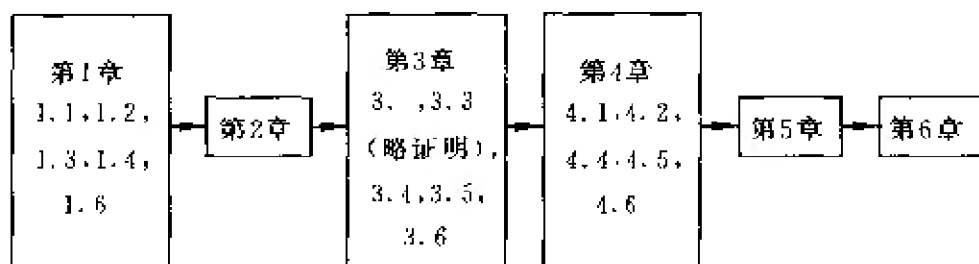 第1章
1.1,1.2,
1.3,1.4,
1.6
第2章
第3章
3. ,3.3
(略证明),
3.4,3.5,
3.6
第4章
4.1,4.2,
4.4,4.5,
4.6
第5章
第6章